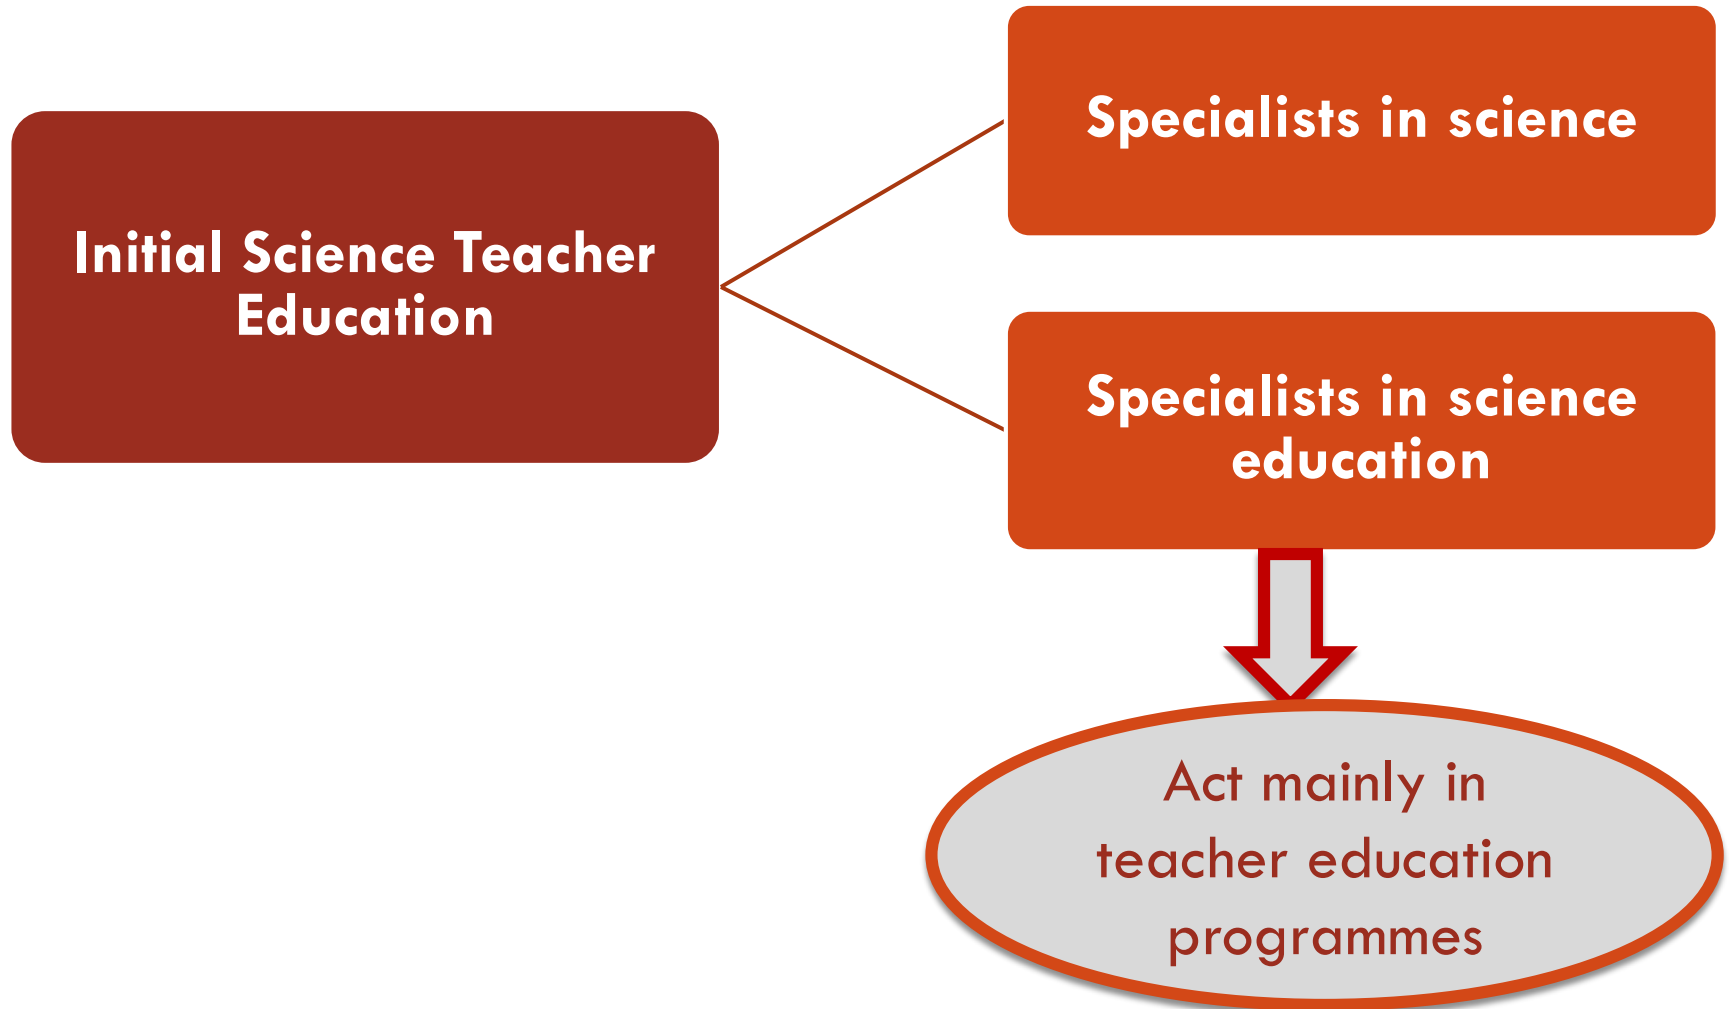 Initial Science Teacher
Education
Specialists in science
Specialists in science
education
Act mainly in
teacher education
programmes